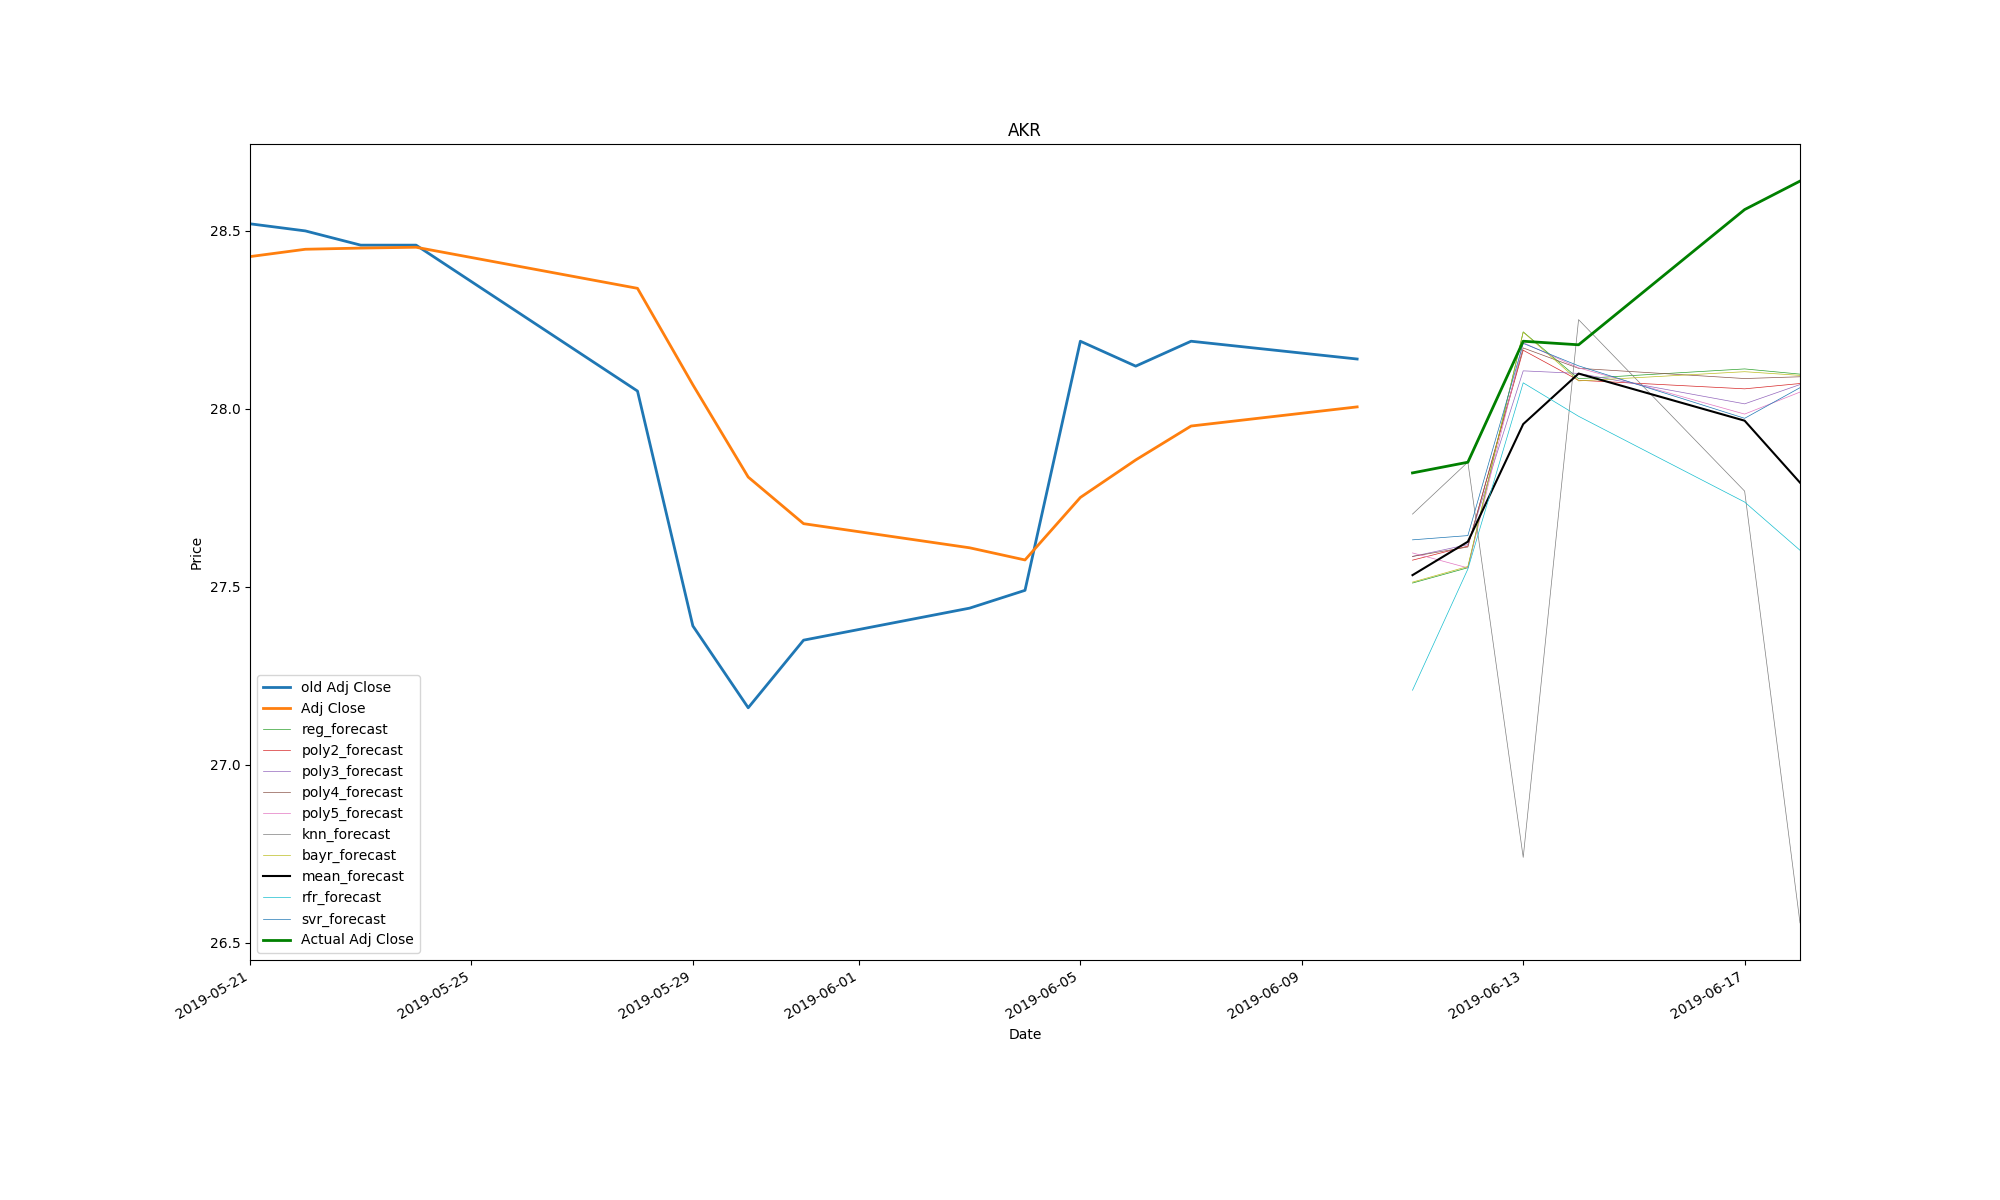 AKR
Price
28.5
28.0
27.5
27.0
26.5
old Adj Close
Adj Close
reg_forecast
poly2_forecast
poly3_forecast
poly4_forecast
poly5_forecast
knn_forecast
bayr_forecast
mean_forecast
rfr_forecast
svr_forecast
Actual Adj Close
2019-05-21
2019-05-25
2019-05-29
2019-06-01
2019-06-05
2019-06-09
2019-06-13
2019-06-17
Date